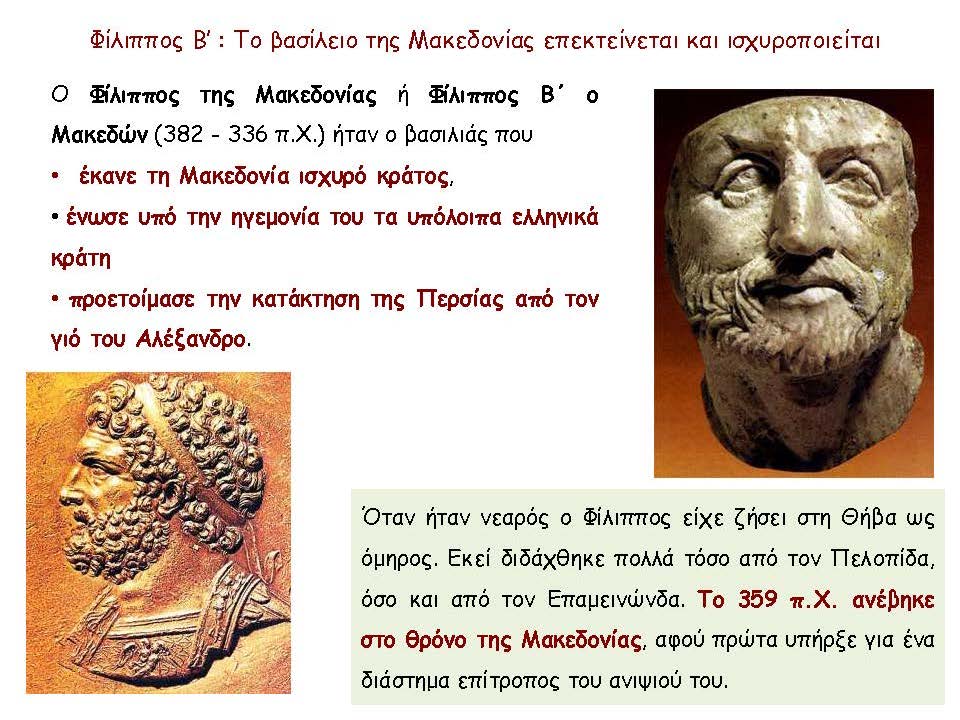 Φίλιππος Β’ : Το βασίλειο της Μακεδονίας επεκτείνεται και ισχυροποιείται
Ο Φίλιππος της Μακεδονίας ή Φίλιππος Β΄ ο
Μακεδών (382 - 336 π.Χ.) ήταν ο βασιλιάς που
• έκανε τη Μακεδονία ισχυρό κράτος,
• ένωσε υπό την ηγεμονία του τα υπόλοιπα ελληνικά
κράτη
• προετοίμασε την κατάκτηση της Περσίας από τον
γιό του Αλέξανδρο.
Όταν ήταν νεαρός ο Φίλιππος είχε ζήσει στη Θήβα ως
όμηρος. Εκεί διδάχθηκε πολλά τόσο από τον Πελοπίδα,
όσο και από τον Επαμεινώνδα. Το 359 π.Χ. ανέβηκε
στο θρόνο της Μακεδονίας, αφού πρώτα υπήρξε για ένα
διάστημα επίτροπος του ανιψιού του.